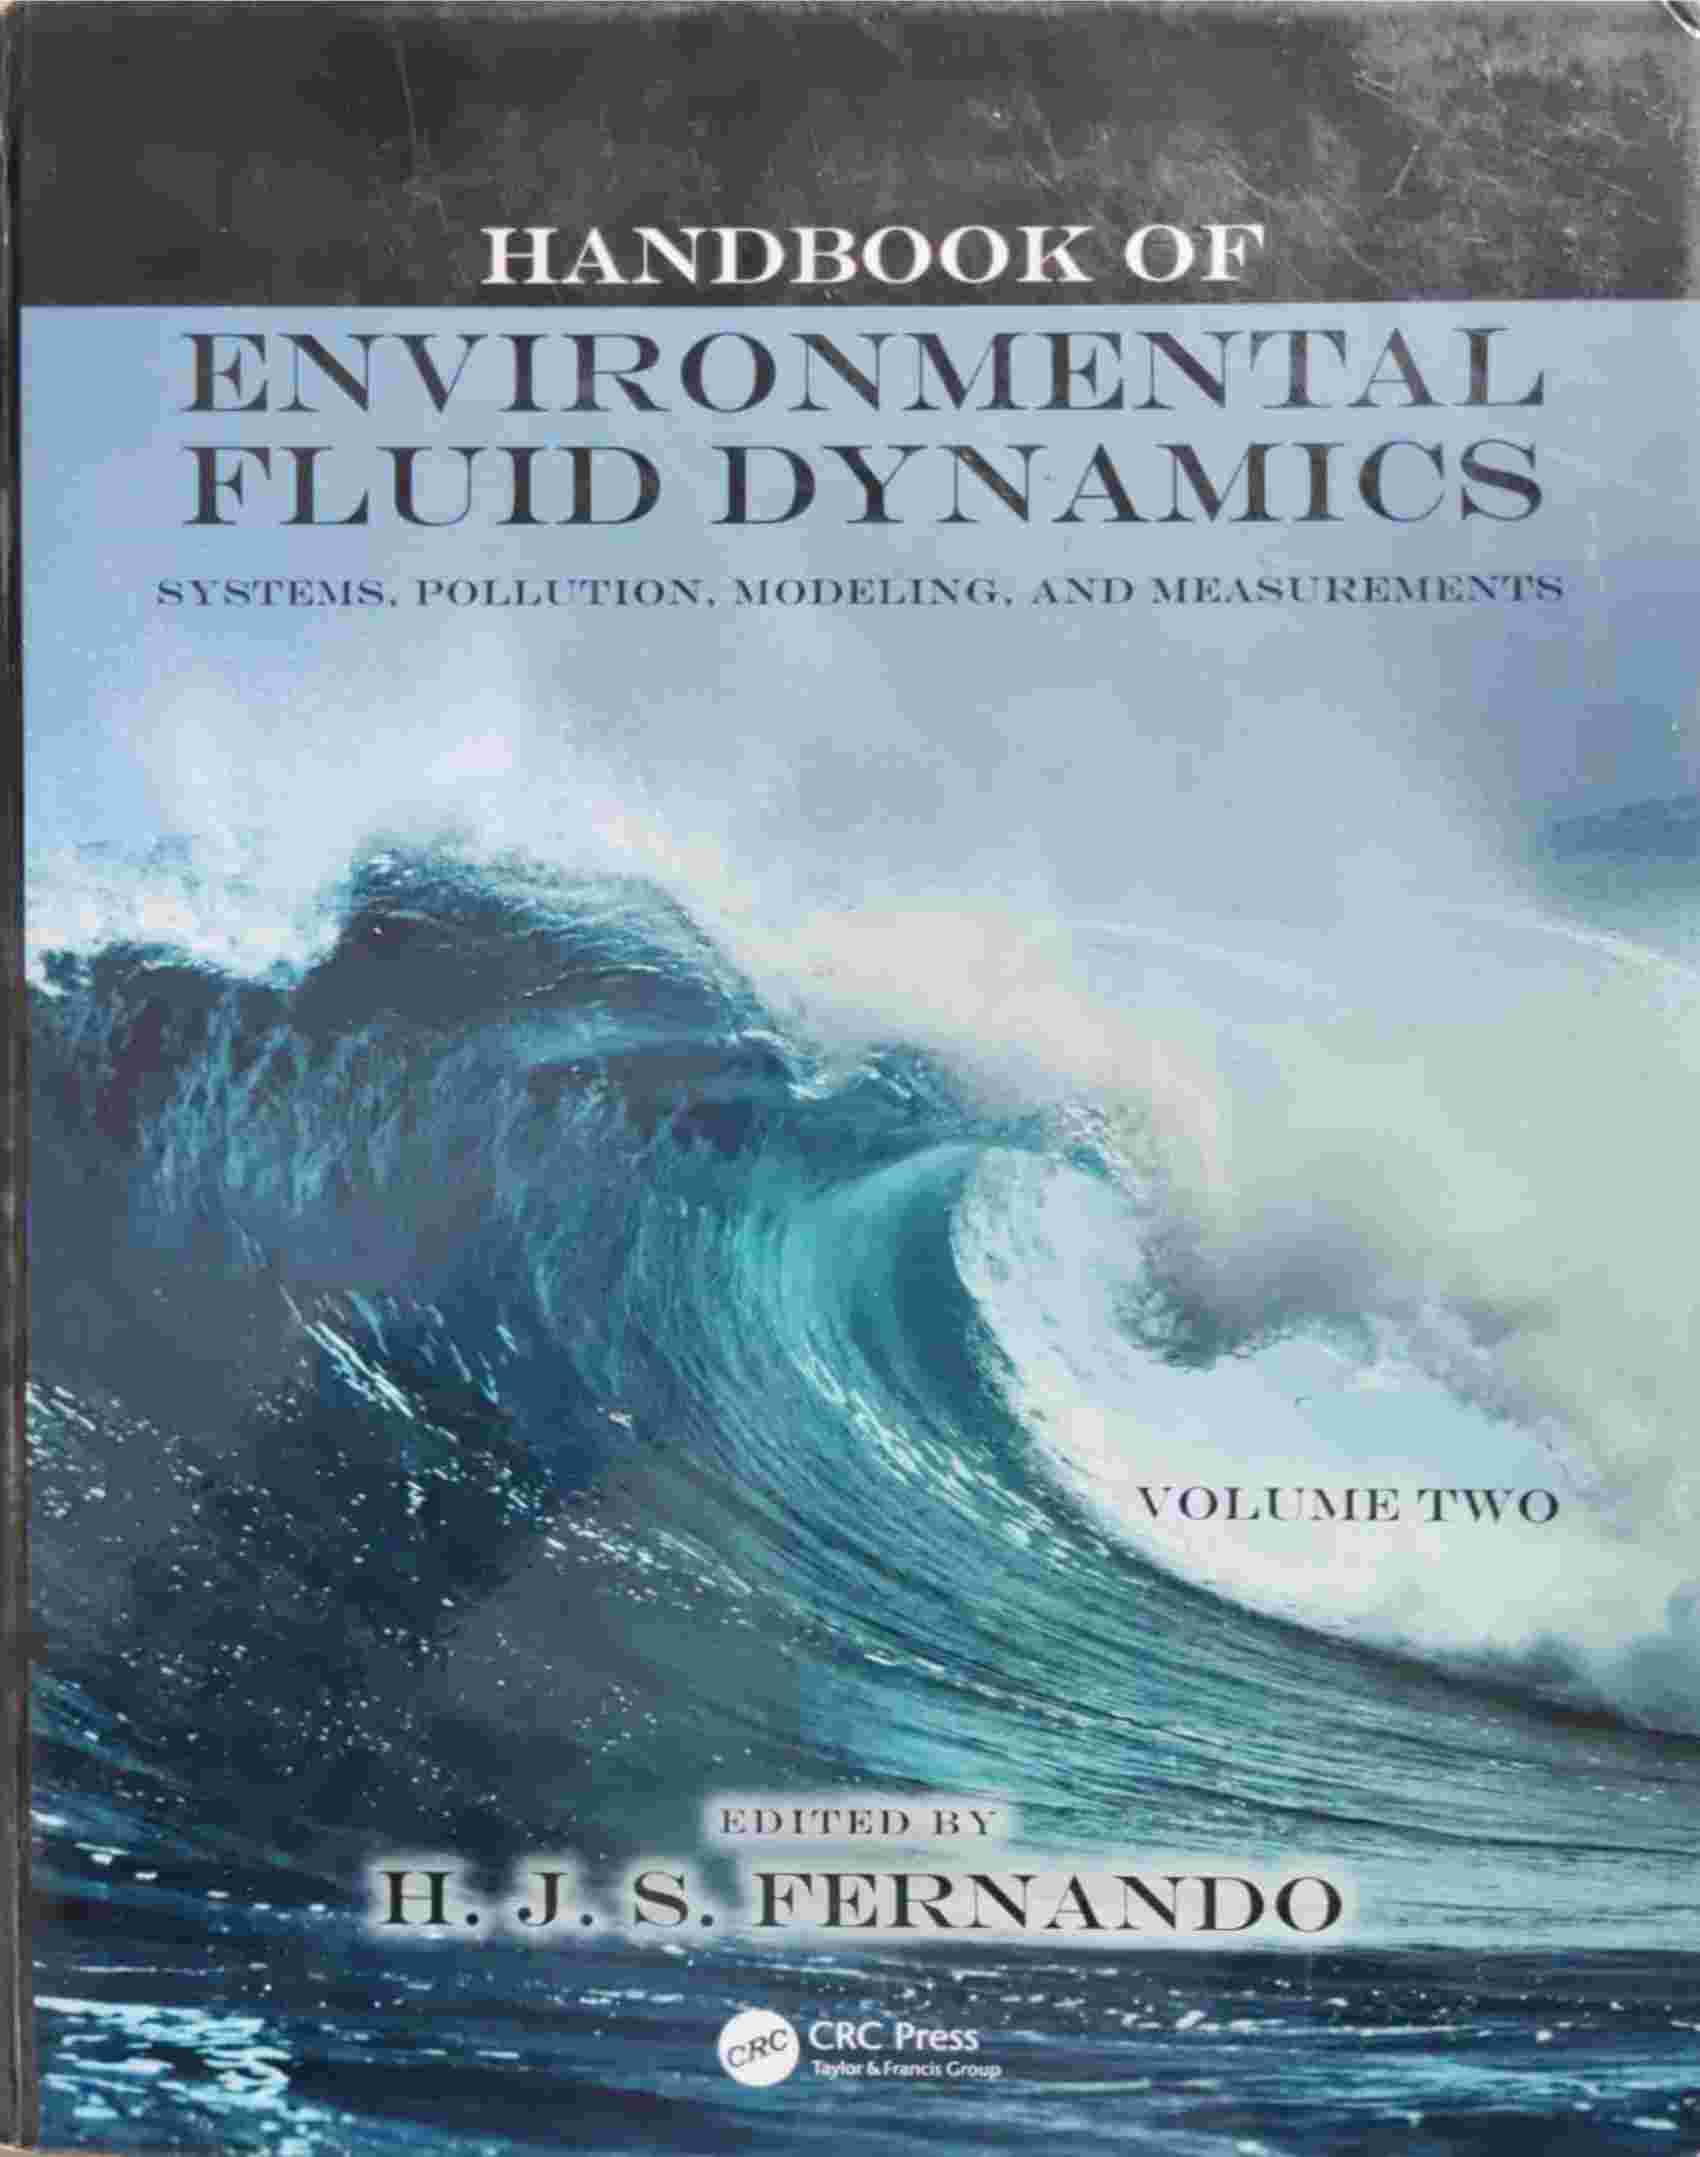 HANDBOOK OF
ENVIRONMENTAL
FLUID DYNAMICS
SYSTEMS, POLLUTION, MODELING, AND MEASUREMENTS
VOLUME TWO
EDITED BY
H. J. S. FERNANDO
CRC CRC Press
Taylor & Francis Group